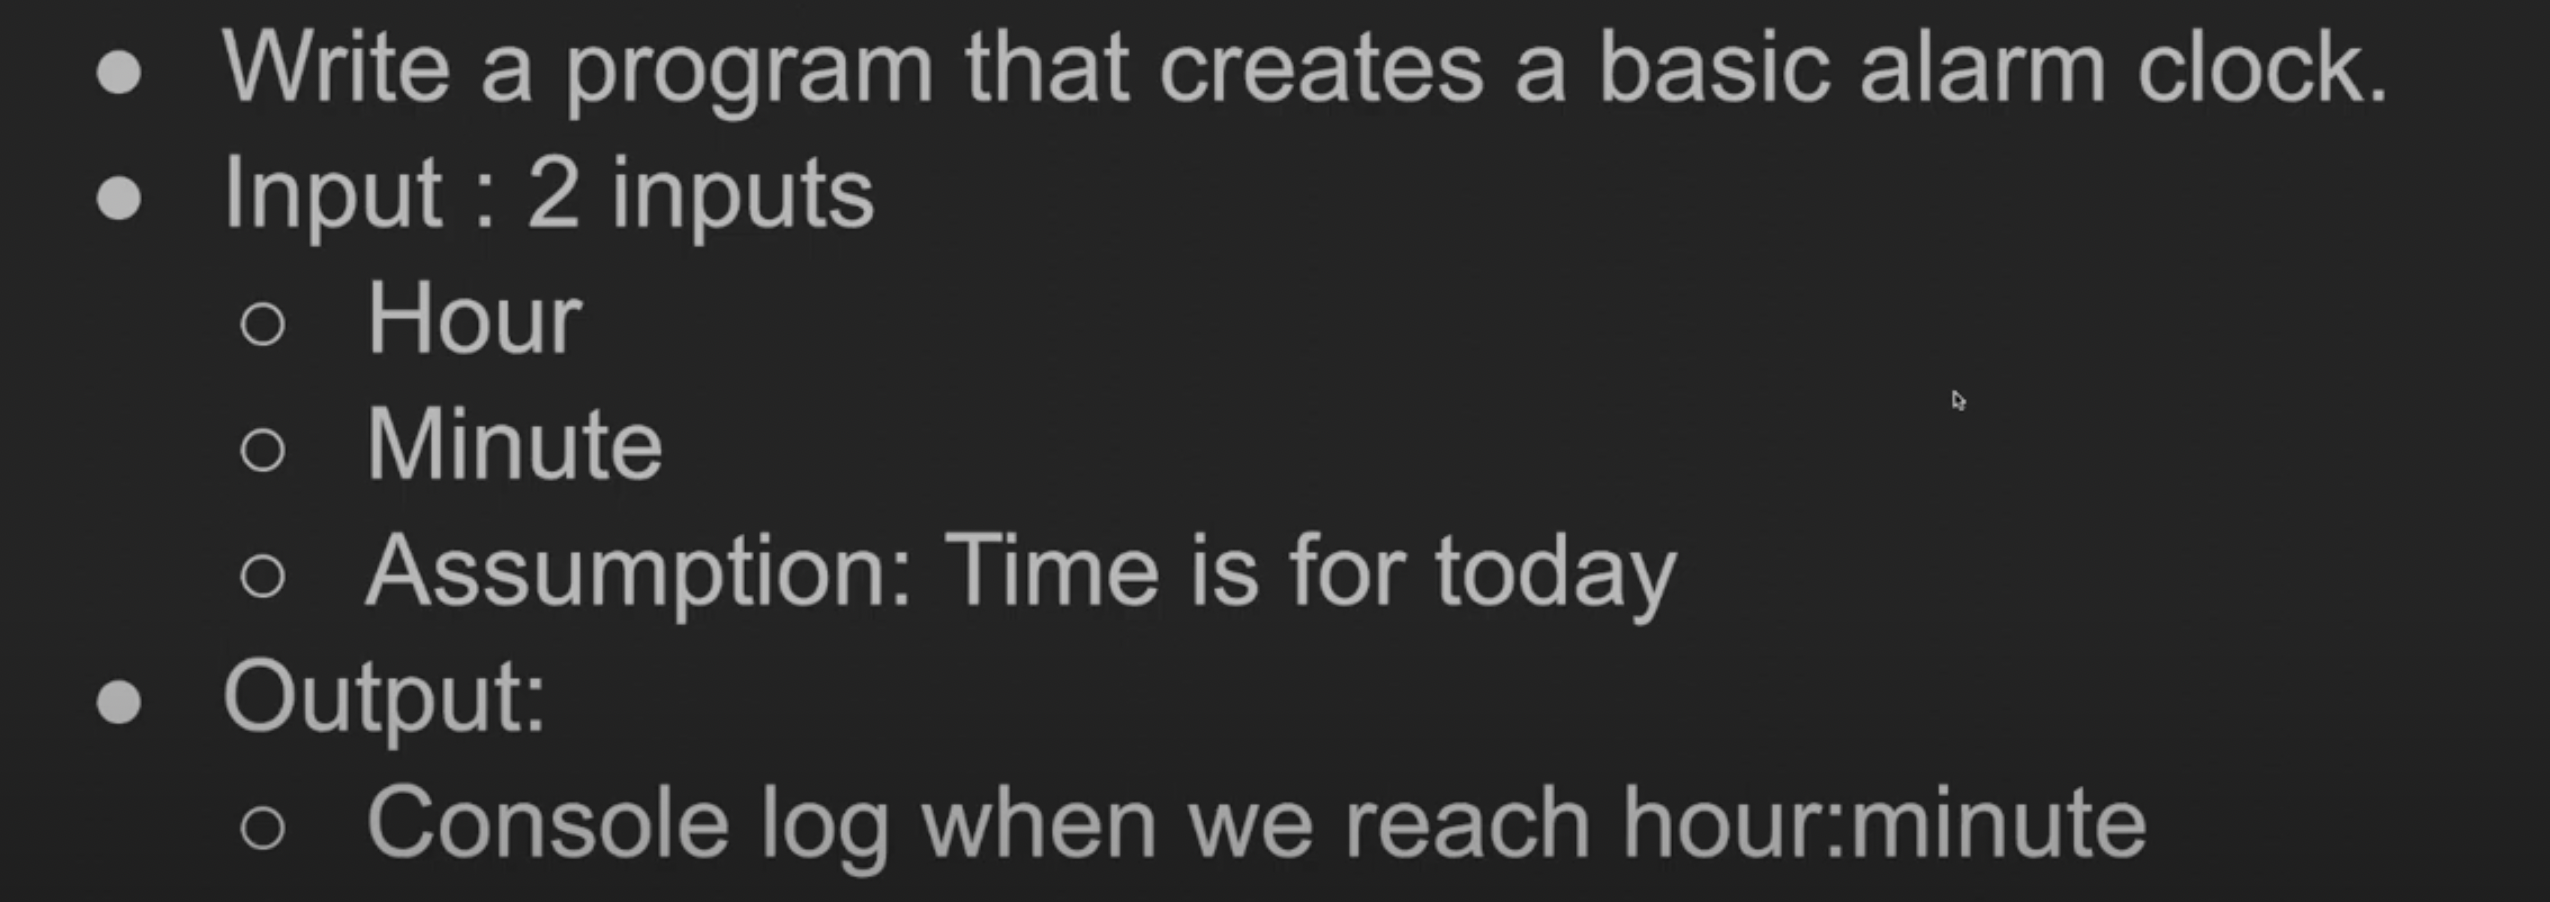 Write a program that creates a basic alarm clock.
Input : 2 inputs
Hour
Minute
Assumption: Time is for today
Output:
Console log when we reach hour:minute